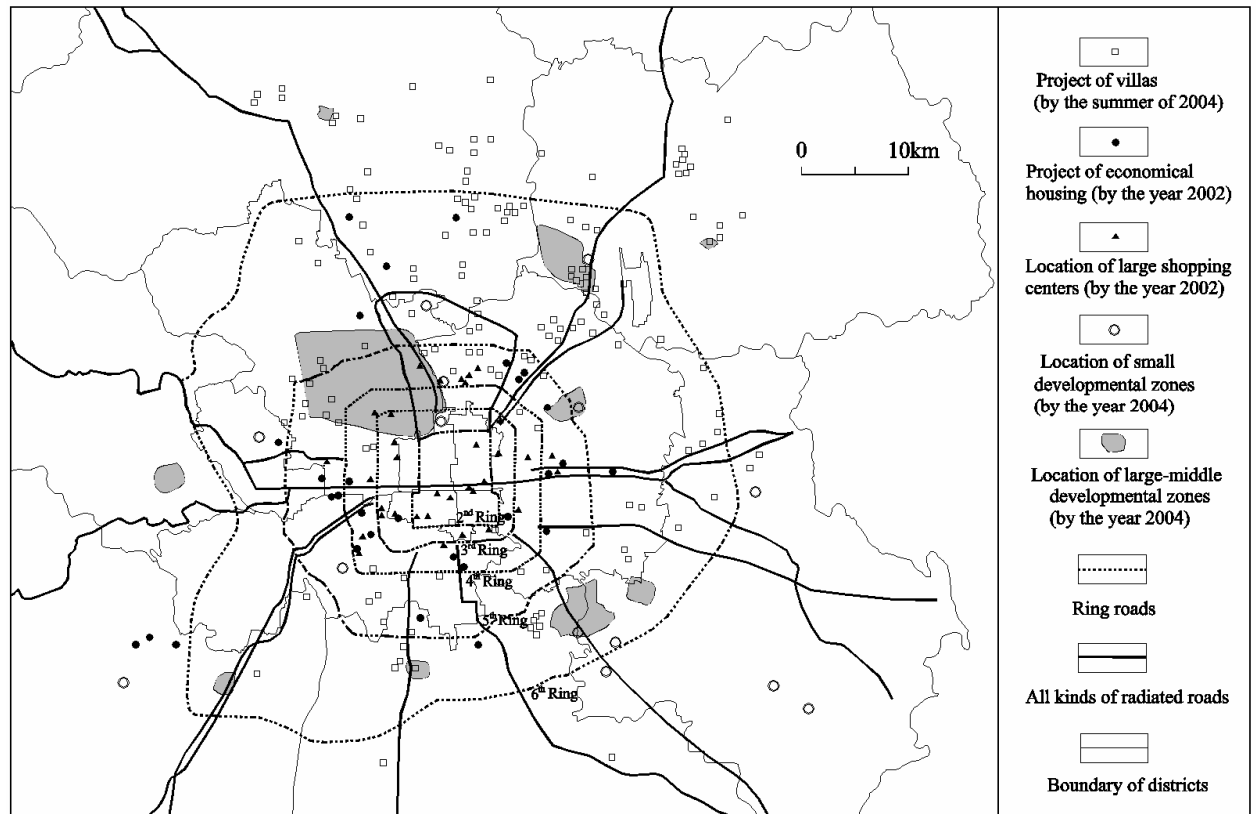 0 10km
2nd Ring
3rd Ring
4th Ring
5th Ring
6th Ring
Project of villas
(by the summer of 2004)
Project of economical
housing (by the year 2002)
Location of large shopping
centers (by the year 2002)
Location of small
developmental zones
(by the year 2004)
Location of large-middle
developmental zones
(by the year 2004)
Ring roads
All kinds of radiated roads
Boundary of districts